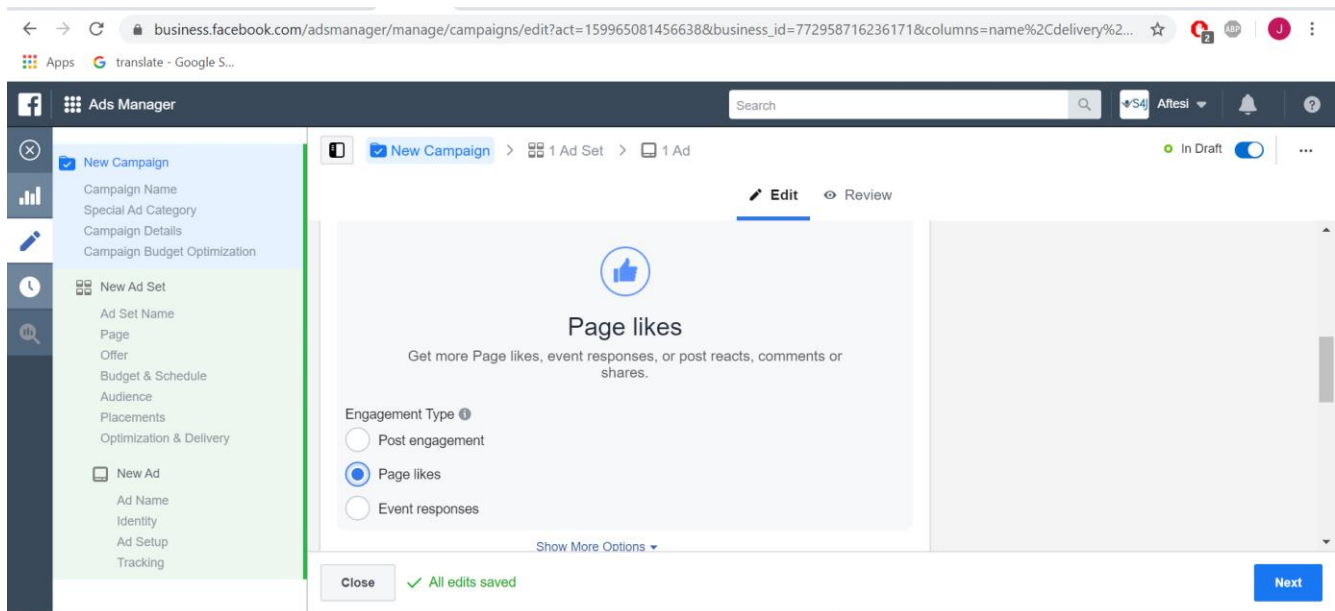 business.facebook.com/adsmanager/manage/campaigns/edit?act=159965081456638&business_id=772958716236171&columns=name%2Cdelivery%2...
ABP
J
2
Apps
translate - Google S...
f
Ads Manager
Search
S4J
Aftesi
?
New Campaign
Campaign Name
Special Ad Category
Campaign Details
Campaign Budget Optimization
New Ad Set
Ad Set Name
Page
Offer
Budget & Schedule
Audience
Placements
Optimization & Delivery
New Ad
Ad Name
Identity
Ad Setup
Tracking
New Campaign > 1 Ad Set > 1 Ad
In Draft
...
Edit
Review
Page likes
Get more Page likes, event responses, or post reacts, comments or
shares.
Engagement Type
Post engagement
Page likes
Event responses
Show More Options
Close
All edits saved
Next